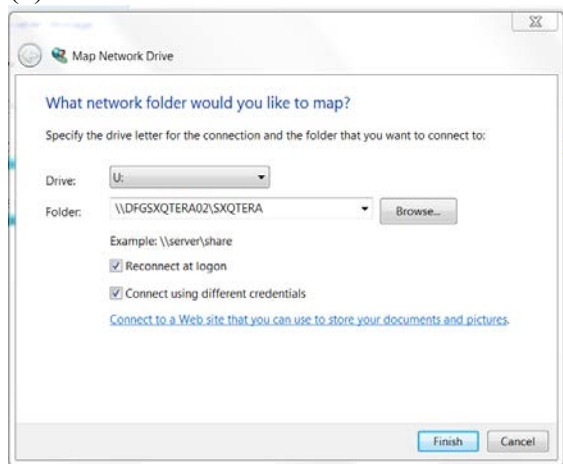 Map Network Drive
What network folder would you like to map?
Specify the drive letter for the connection and the folder that you want to connect to:
Drive: U:
Folder: \\DFGSXQTERA02\SXQTERA Browse...
Example: \\server\share
Reconnect at logon
Connect using different credentials
Connect to a Web site that you can use to store your documents and pictures.
Finish Cancel